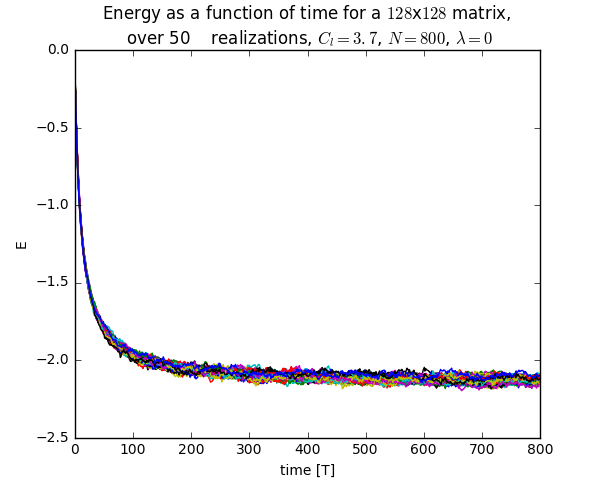 Energy as a function of time for a 128x128 matrix,
over 50 realizations, C_l = 3.7, N = 800, λ = 0
0.0
−0.5
−1.0
−1.5
−2.0
−2.5
E
0 100 200 300 400 500 600 700 800
time [T]